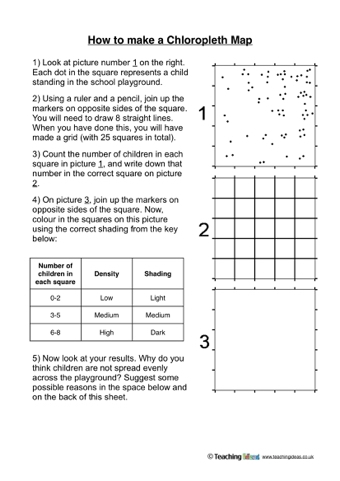 How to make a Chloropleth Map
1) Look at picture number 1 on the right.
Each dot in the square represents a child
standing in the school playground.
2) Using a ruler and a pencil, join up the
markers on opposite sides of the square.
You will need to draw 8 straight lines.
When you have done this, you will have
made a grid (with 25 squares in total).
3) Count the number of children in each
square in picture 1, and write down that
number in the correct square on picture
2.
4) On picture 3, join up the markers on
opposite sides of the square. Now,
colour in the squares on this picture
using the correct shading from the key
below:
Number of
children in
each square
Density
Shading
0-2 Low Light
3-5 Medium Medium
6-8 High Dark
5) Now look at your results. Why do you
think children are not spread evenly
across the playground? Suggest some
possible reasons in the space below and
on the back of this sheet.
1
2
3
© Teaching Ideas www.teachingideas.co.uk